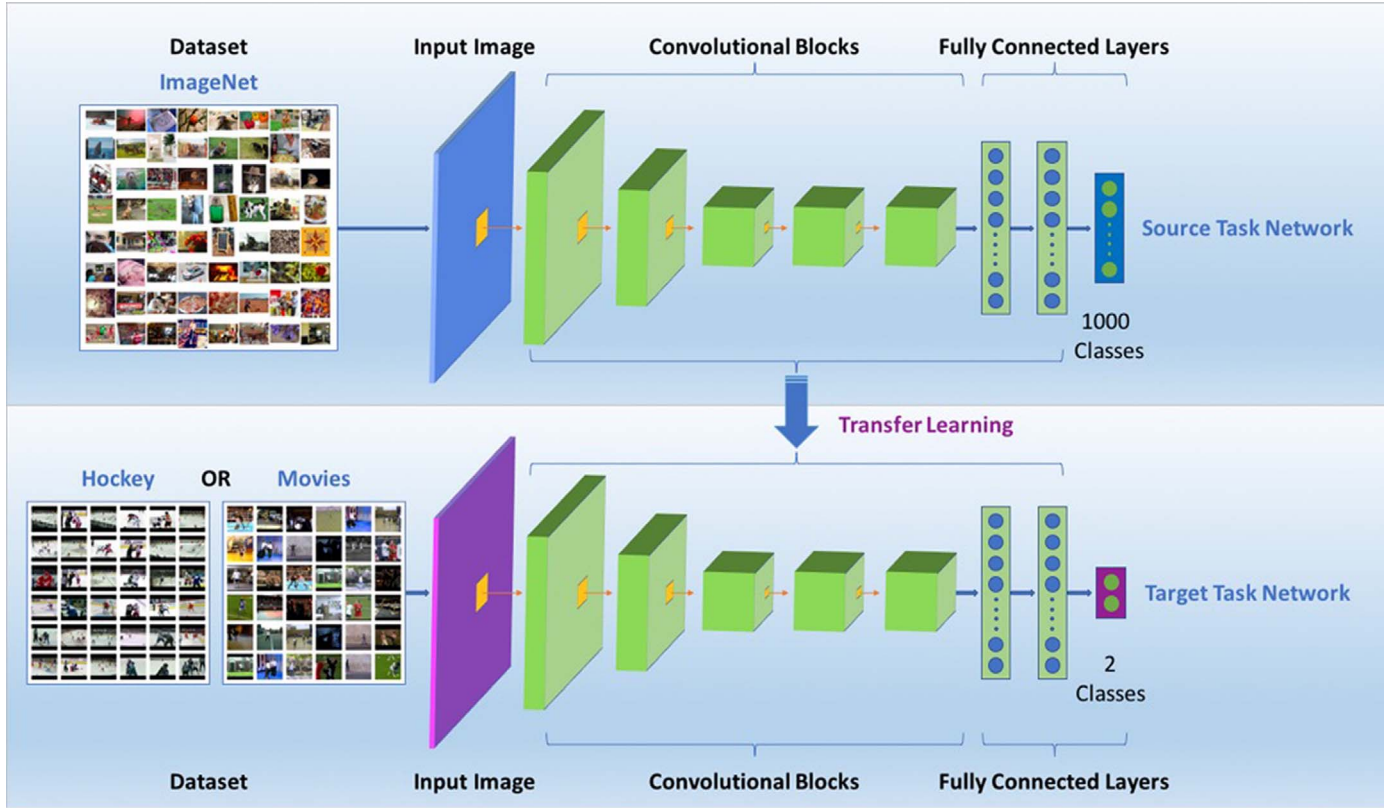 Dataset
Input Image
Convolutional Blocks
Fully Connected Layers
ImageNet
Source Task Network
1000
Classes
Transfer Learning
Hockey OR Movies
Target Task Network
2
Classes
Dataset
Input Image
Convolutional Blocks
Fully Connected Layers